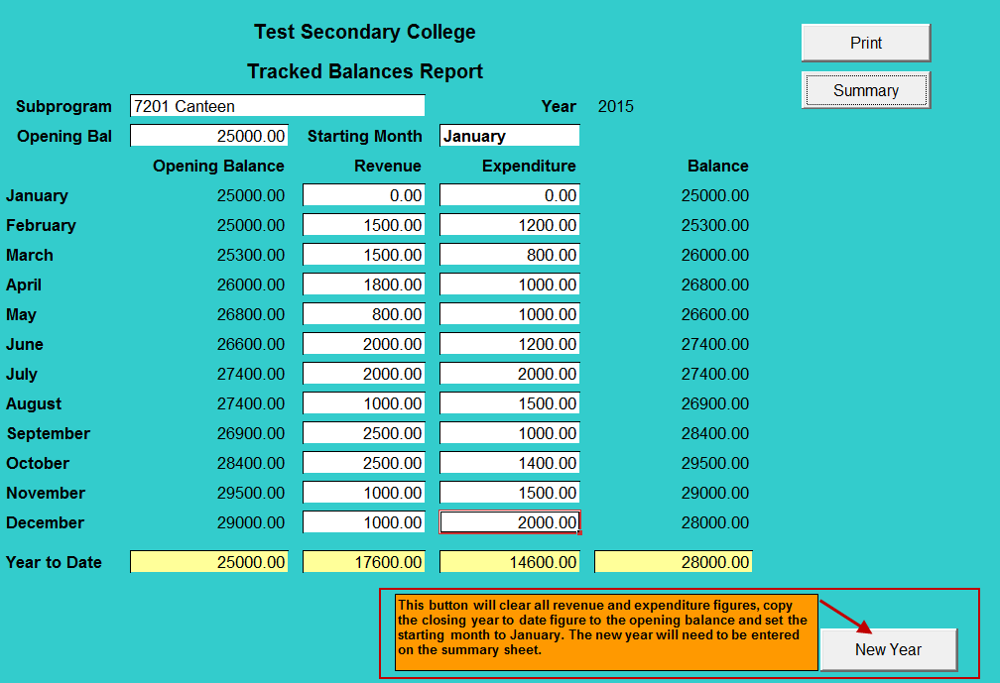 Test Secondary College
Print
Tracked Balances Report
Summary
Subprogram 7201 Canteen Year 2015
Opening Bal 25000.00 Starting Month January
Opening Balance Revenue Expenditure Balance
January 25000.00 0.00 0.00 25000.00
February 25000.00 1500.00 1200.00 25300.00
March 25300.00 1500.00 800.00 26000.00
April 26000.00 1800.00 1000.00 26800.00
May 26800.00 800.00 1000.00 26600.00
June 26600.00 2000.00 1200.00 27400.00
July 27400.00 2000.00 2000.00 27400.00
August 27400.00 1000.00 1500.00 26900.00
September 26900.00 2500.00 1000.00 28400.00
October 28400.00 2500.00 1400.00 29500.00
November 29500.00 1000.00 1500.00 29000.00
December 29000.00 1000.00 2000.00 28000.00
Year to Date 25000.00 17600.00 14600.00 28000.00
This button will clear all revenue and expenditure figures, copy
the closing year to date figure to the opening balance and set the
starting month to January. The new year will need to be entered
on the summary sheet.
New Year